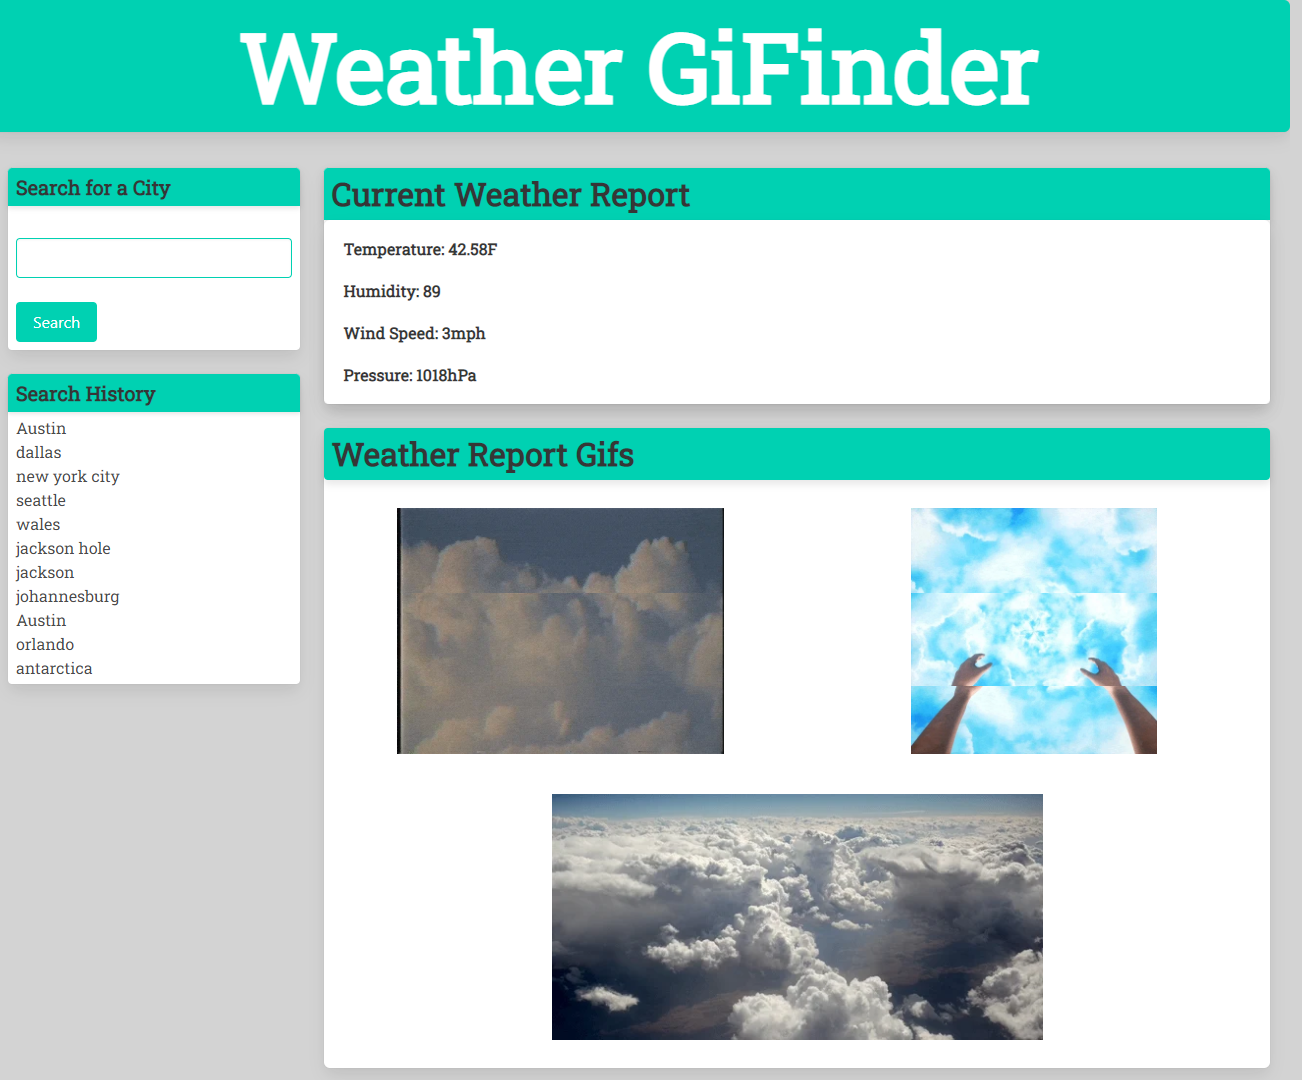 Weather GiFinder
Search for a City
Search
Search History
Austin
dallas
new york city
seattle
wales
jackson hole
jackson
johannesburg
Austin
orlando
antarctica
Current Weather Report
Temperature: 42.58F
Humidity: 89
Wind Speed: 3mph
Pressure: 1018hPa
Weather Report Gifs